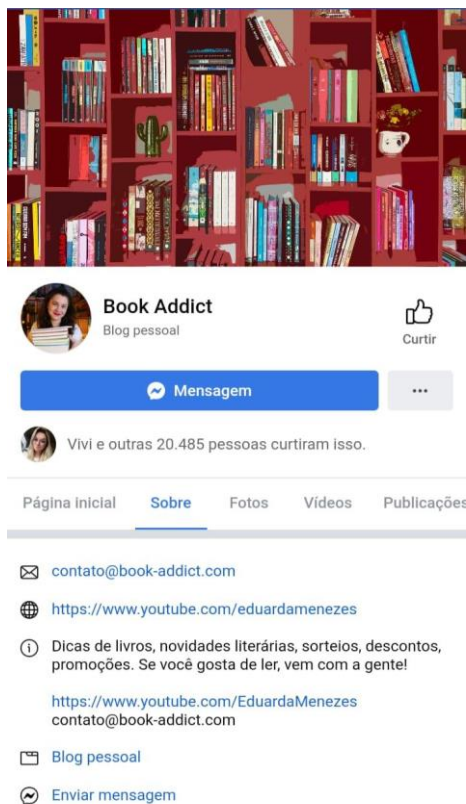 Book Addict
Blog pessoal
Curtir
Mensagem
...
Vivi e outras 20.485 pessoas curtiram isso.
Página inicial Sobre Fotos Vídeos Publicações
contato@book-addict.com
https://www.youtube.com/eduardamenezes
Dicas de livros, novidades literárias, sorteios, descontos,
promoções. Se você gosta de ler, vem com a gente!
https://www.youtube.com/EduardaMenezes
contato@book-addict.com
Blog pessoal
Enviar mensagem